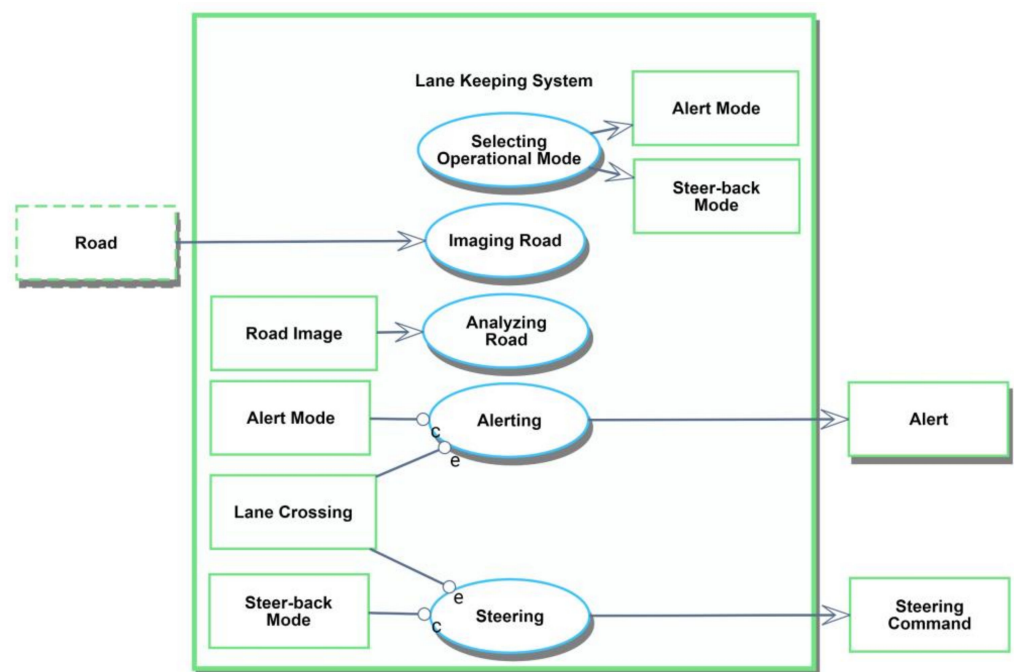 Lane Keeping System
Selecting
Operational Mode
Alert Mode
Steer-back
Mode
Road
Imaging Road
Road Image
Analyzing
Road
Alert Mode
c
Alerting
Alert
e
Lane Crossing
e
Steer-back
Mode
c
Steering
Steering
Command